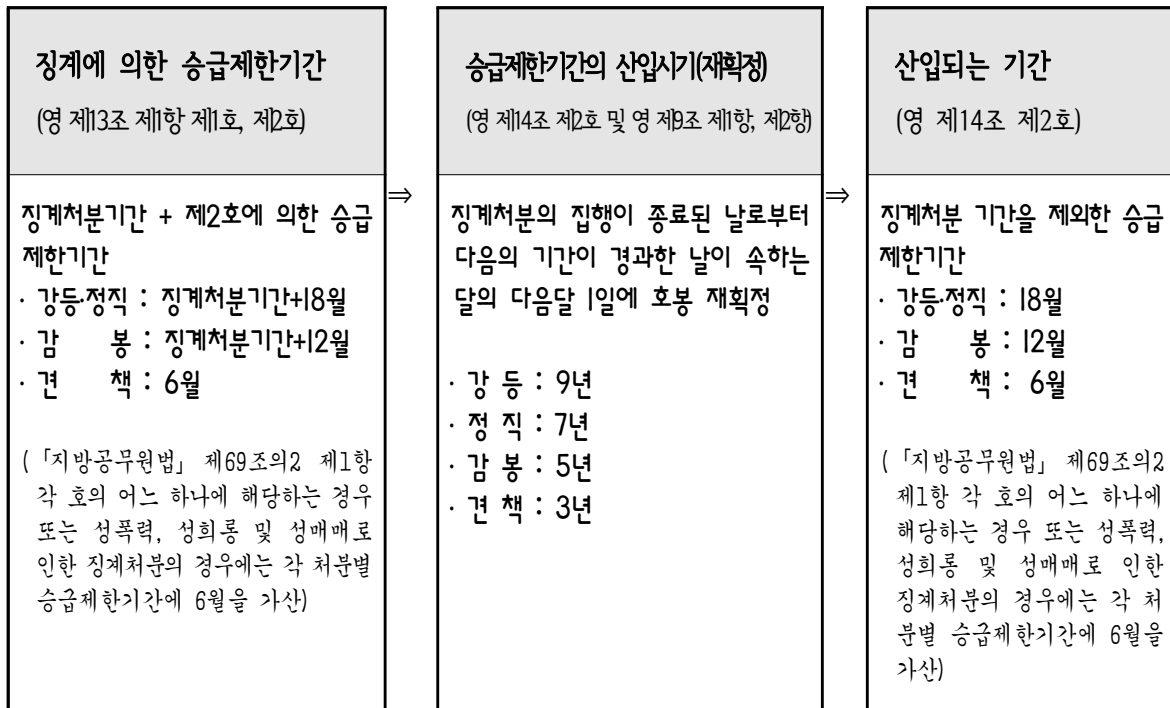 징계에 의한 승급제한기간
(영 제13조 제1항 제1호, 제2호)
징계처분기간 + 제2호에 의한 승급
제한기간
· 강등·정직 : 징계처분기간+18월
· 감 봉 : 징계처분기간+12월
· 견 책 : 6월
(「지방공무원법」 제69조의2 제1항
각 호의 어느 하나에 해당하는 경우
또는 성폭력, 성희롱 및 성매매로
인한 징계처분의 경우에는 각 처분별
승급제한기간에 6월을 가산)
⇒
승급제한기간의 산입시기(재획정)
(영 제14조 제2호 및 영 제9조 제1항, 제2항)
징계처분의 집행이 종료된 날로부터
다음의 기간이 경과한 날이 속하는
달의 다음달 1일에 호봉 재획정
· 강 등 : 9년
· 정 직 : 7년
· 감 봉 : 5년
· 견 책 : 3년
⇒
산입되는 기간
(영 제14조 제2호)
징계처분 기간을 제외한 승급
제한기간
· 강등·정직 : 18월
· 감 봉 : 12월
· 견 책 : 6월
(「지방공무원법」 제69조의2
제1항 각 호의 어느 하나에
해당하는 경우 또는 성폭력,
성희롱 및 성매매로 인한
징계처분의 경우에는 각 처
분별 승급제한기간에 6월을
가산)